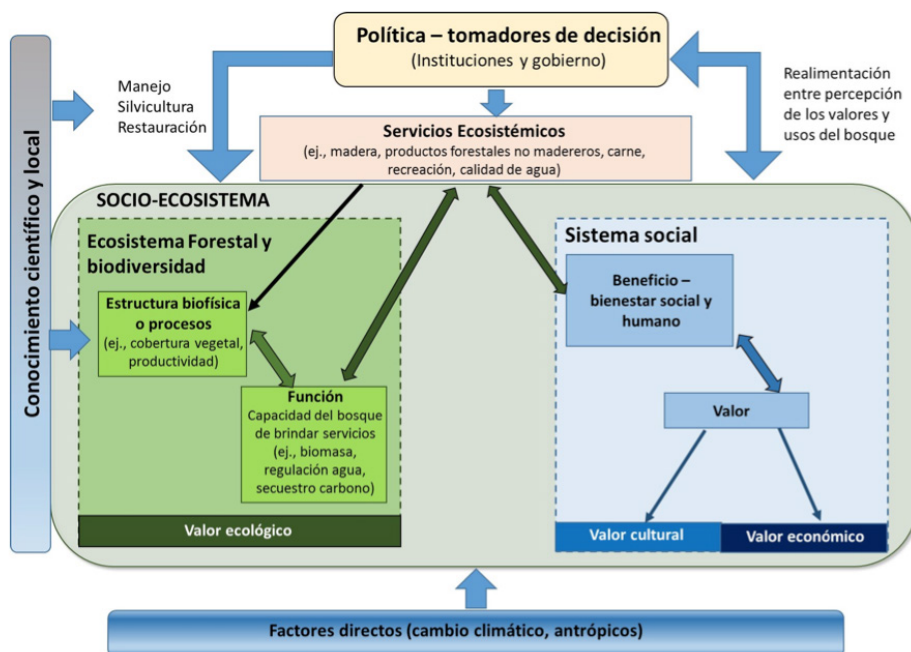 Política – tomadores de decisión
(Instituciones y gobierno)
Manejo
Silvicultura
Restauración
Realimentación
entre percepción
de los valores y
usos del bosque
Servicios Ecosistémicos
(ej., madera, productos forestales no madereros, carne,
recreación, calidad de agua)
Conocimiento científico y local
SOCIO-ECOSISTEMA
Ecosistema Forestal y
biodiversidad
Estructura biofísica
o procesos
(ej., cobertura vegetal,
productividad)
Función
Capacidad del bosque
de brindar servicios
(ej., biomasa,
regulación agua,
secuestro carbono)
Valor ecológico
Sistema social
Beneficio –
bienestar social y
humano
Valor
Valor cultural
Valor económico
Factores directos (cambio climático, antrópicos)